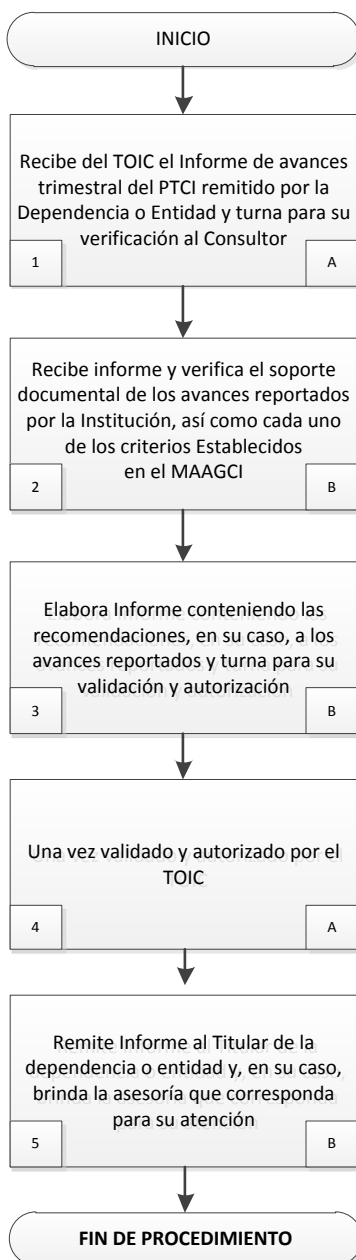 INICIO
Recibe del TOIC el Informe de avances
trimestral del PTCI remitido por la
Dependencia o Entidad y turna para su
verificación al Consultor
1
A
Recibe informe y verifica el soporte
documental de los avances reportados
por la Institución, así como cada uno
de los criterios Establecidos
en el MAAGCI
2
B
Elabora Informe conteniendo las
recomendaciones, en su caso, a los
avances reportados y turna para su
validación y autorización
3
B
Una vez validado y autorizado por el
TOIC
4
A
Remite Informe al Titular de la
dependencia o entidad y, en su caso,
brinda la asesoría que corresponda
para su atención
5
B
FIN DE PROCEDIMIENTO